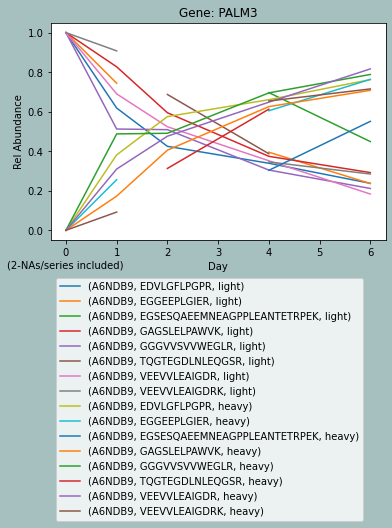 Gene: PALM3
1.0
0.8
0.6
0.4
0.2
0.0
Rel Abundance
0 1 2 3 4 5 6
Day
(2-NAs/series included)
(A6NDB9, EDVLGFLPGPR, light)
(A6NDB9, EGGEEPLGIER, light)
(A6NDB9, EGSESQAEEMNEAGPPLEANTETRPEK, light)
(A6NDB9, GAGSLELPAWVK, light)
(A6NDB9, GGGVVSVVWEGLR, light)
(A6NDB9, TQGTEGDLNLEQGSR, light)
(A6NDB9, VEEVVLEAIGDR, light)
(A6NDB9, VEEVVLEAIGDRK, light)
(A6NDB9, EDVLGFLPGPR, heavy)
(A6NDB9, EGGEEPLGIER, heavy)
(A6NDB9, EGSESQAEEMNEAGPPLEANTETRPEK, heavy)
(A6NDB9, GAGSLELPAWVK, heavy)
(A6NDB9, GGGVVSVVWEGLR, heavy)
(A6NDB9, TQGTEGDLNLEQGSR, heavy)
(A6NDB9, VEEVVLEAIGDR, heavy)
(A6NDB9, VEEVVLEAIGDRK, heavy)